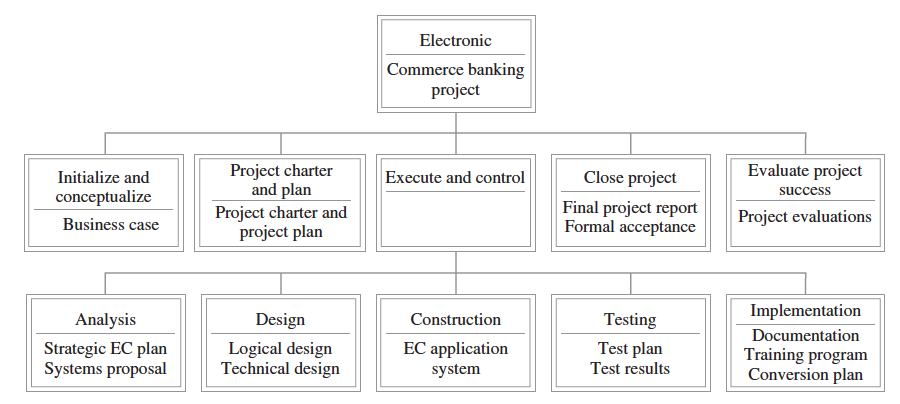 Electronic
Commerce banking
project
Initialize and
conceptualize
Business case
Project charter
and plan
Project charter and
project plan
Execute and control
Close project
Final project report
Formal acceptance
Evaluate project
success
Project evaluations
Analysis
Strategic EC plan
Systems proposal
Design
Logical design
Technical design
Construction
EC application
system
Testing
Test plan
Test results
Implementation
Documentation
Training program
Conversion plan